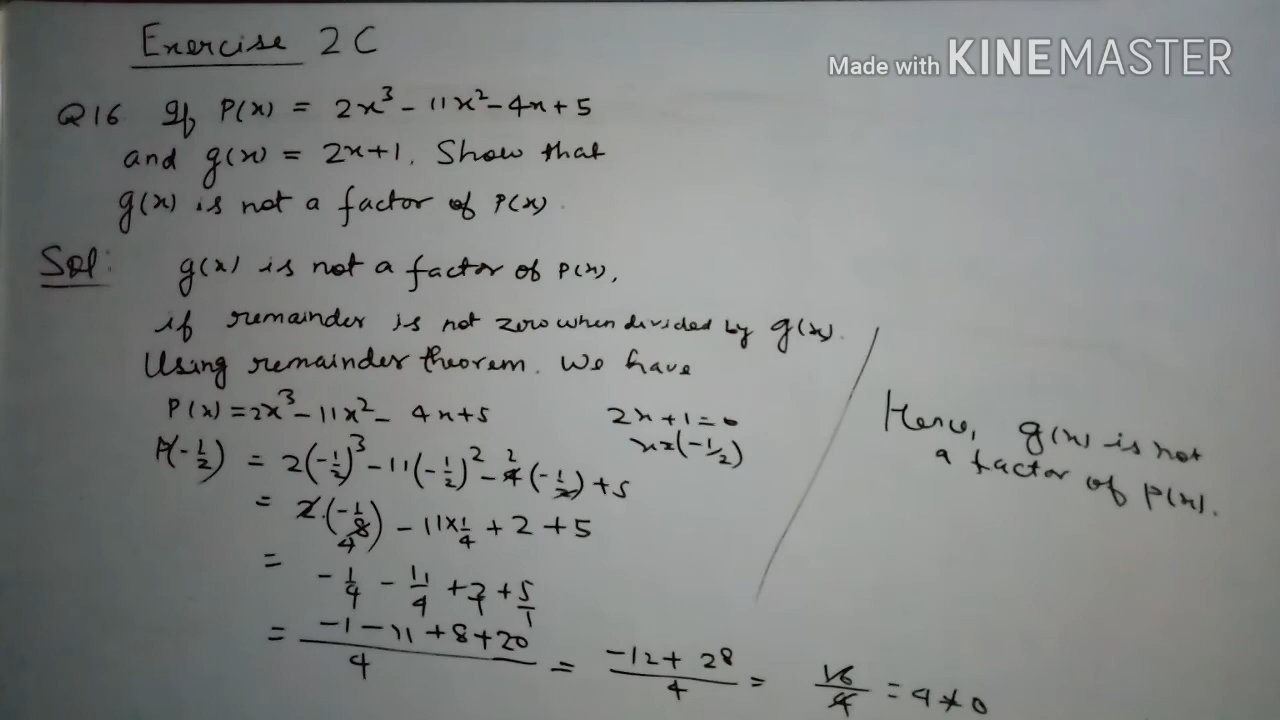 Exercise 2C
Made with KINEMASTER
Q16 If P(x) = 2x³ - 11x² - 4x + 5
and g(x) = 2x+1. Show that
g(x) is not a factor of P(x).
Sol: g(x) is not a factor of P(x),
if remainder is not zero when divided by g(x).
Using remainder theorem. We have
P(x) = 2x³ - 11x² - 4x + 5
2x + 1 = 0
x = (-1/2)
P(-1/2) = 2(-1/2)³ - 11(-1/2)² - 4 2 (-1/2) + 5
= 2·(-1/8 4) - 11×1/4 + 2 + 5
= -1/4 - 11/4 + 2/1 + 5/1
= -1 - 11 + 8 + 20 / 4 = -12 + 28 / 4 = 16/4 = 4 ≠ 0
Hence, g(x) is not
a factor of P(x).